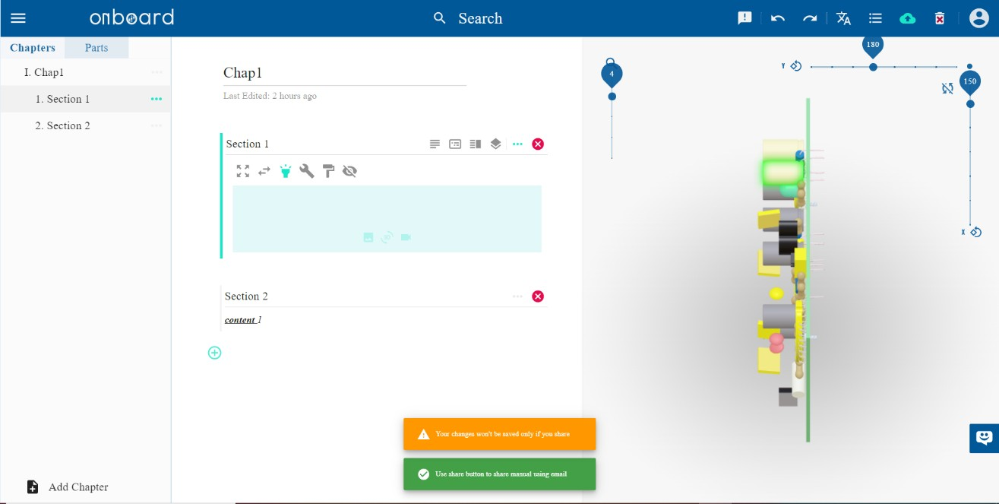 onboard
Search
Chapters
Parts
I. Chap1
1. Section 1
2. Section 2
Add Chapter
Chap1
Last Edited: 2 hours ago
Section 1
Section 2
content 1
Your changes won't be saved only if you share
Use share button to share manual using email
4
180
Y
150
X